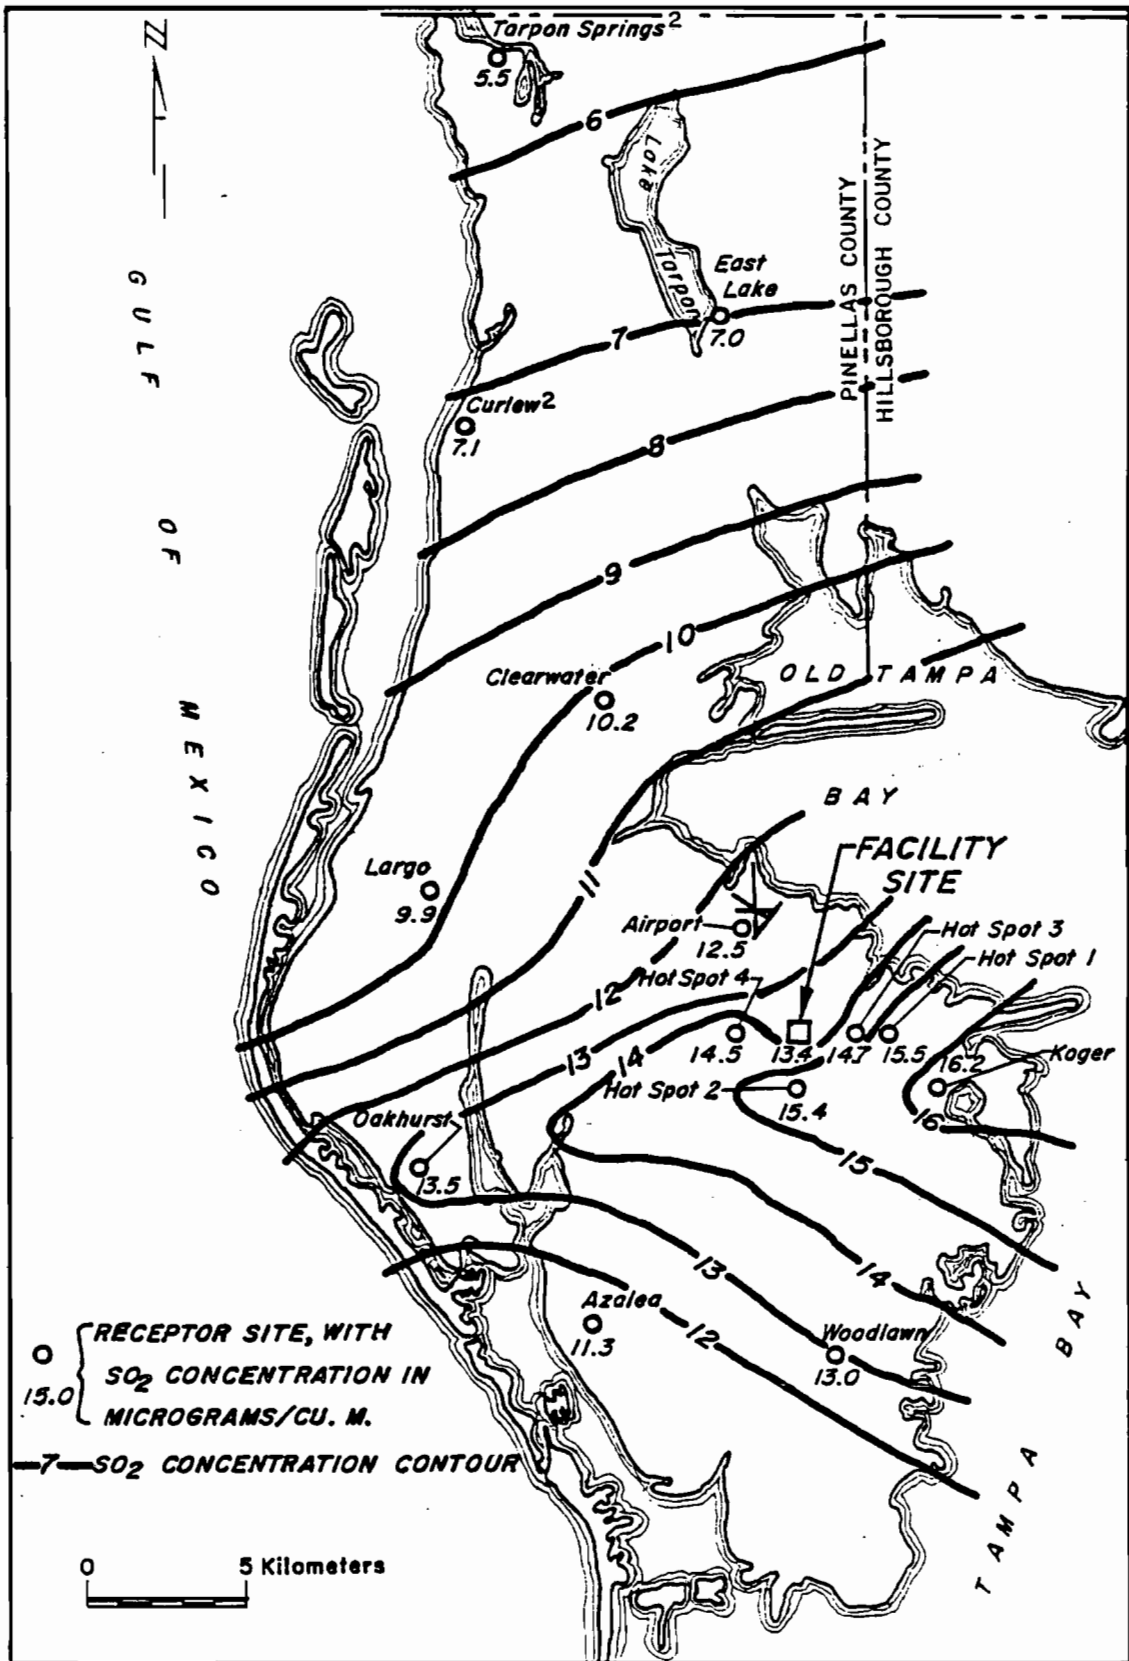 N
Tarpon Springs2
5.5
6
Lake
Tarpon
PINELLAS COUNTY
HILLSBOROUGH COUNTY
East
Lake
7.0
7
GULF OF MEXICO
Curlew2
7.1
8
9
10
Clearwater
10.2
OLD TAMPA
BAY
Largo
9.9
11
FACILITY
SITE
Airport
12.5
Hot Spot 3
Hot Spot 1
12
Hot Spot 4
13
14
14.5
13.4
14.7
15.5
16.2
Koger
Hot Spot 2
15.4
16
Oakhurst
13.5
15
13
14
Azalea
11.3
12
Woodlawn
13.0
TAMPA BAY
15.0
RECEPTOR SITE, WITH
SO2 CONCENTRATION IN
MICROGRAMS/CU. M.
7 SO2 CONCENTRATION CONTOUR
0 5 Kilometers